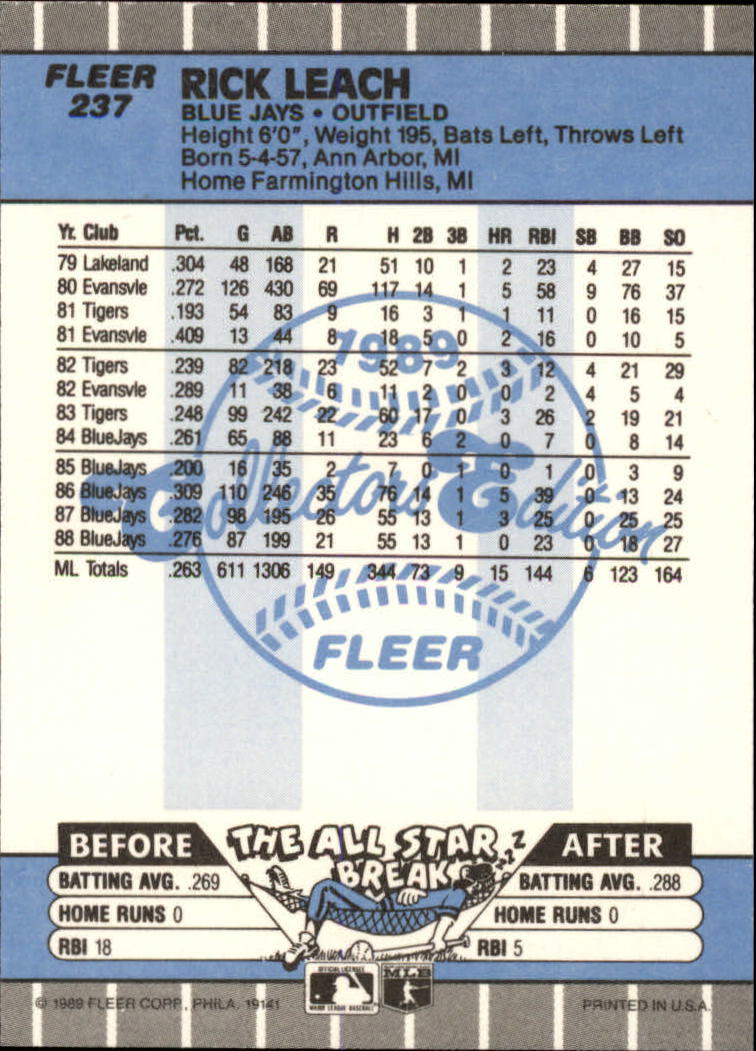 FLEER
237
RICK LEACH
BLUE JAYS • OUTFIELD
Height 6'0", Weight 195, Bats Left, Throws Left
Born 5-4-57, Ann Arbor, MI
Home Farmington Hills, MI
Yr. Club Pct. G AB R H 2B 3B HR RBI SB BB SO
79 Lakeland .304 48 168 21 51 10 1 2 23 4 27 15
80 Evansvle .272 126 430 69 117 14 1 5 58 9 76 37
81 Tigers .193 54 83 9 16 3 1 1 11 0 16 15
81 Evansvle .409 13 44 8 18 5 0 2 16 0 10 5
82 Tigers .239 82 218 23 52 7 2 3 12 4 21 29
82 Evansvle .289 11 38 6 11 2 0 0 2 4 5 4
83 Tigers .248 99 242 22 60 17 0 3 26 2 19 21
84 BlueJays .261 65 88 11 23 6 2 0 7 0 8 14
85 BlueJays .200 16 35 2 7 0 1 0 1 0 3 9
86 BlueJays .309 110 246 35 76 14 1 5 39 0 13 24
87 BlueJays .282 98 195 26 55 13 1 3 25 0 25 25
88 BlueJays .276 87 199 21 55 13 1 0 23 0 18 27
ML Totals .263 611 1306 149 344 73 9 15 144 6 123 164
1989
Collectors' Edition
FLEER
BEFORE THE ALL STAR BREAK ZZZ AFTER
BATTING AVG. .269 BATTING AVG. .288
HOME RUNS 0 HOME RUNS 0
RBI 18 RBI 5
OFFICIAL LICENSEE
MAJOR LEAGUE BASEBALL
MLB
© 1989 FLEER CORP., PHILA. 19141 PRINTED IN U.S.A.